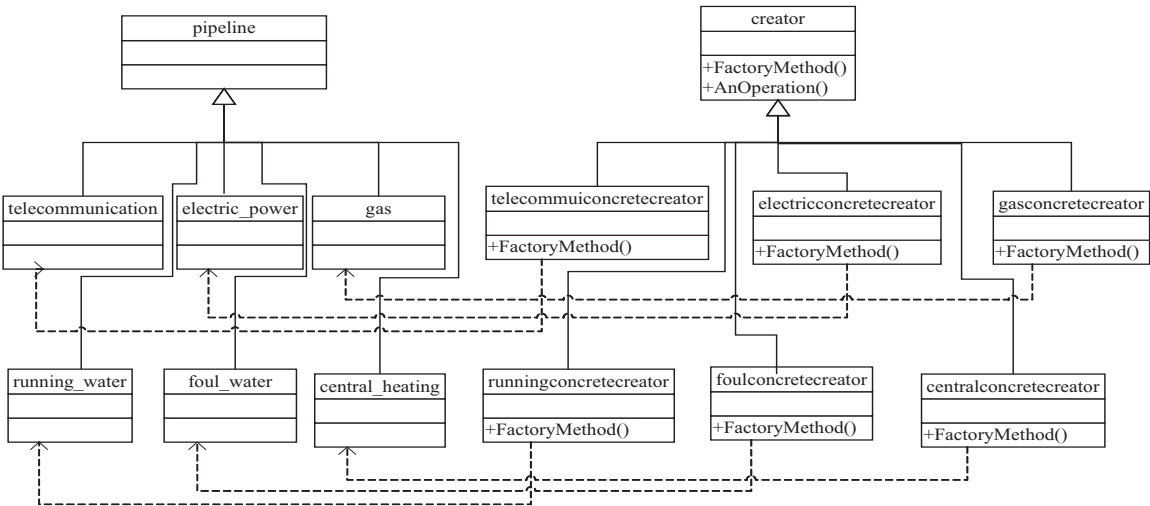 pipeline
creator
+FactoryMethod()
+AnOperation()
telecommunication
electric_power
gas
telecommuiconcretecreator
+FactoryMethod()
electricconcretecreator
+FactoryMethod()
gasconcretecreator
+FactoryMethod()
running_water
foul_water
central_heating
runningconcretecreator
+FactoryMethod()
foulconcretecreator
+FactoryMethod()
centralconcretecreator
+FactoryMethod()